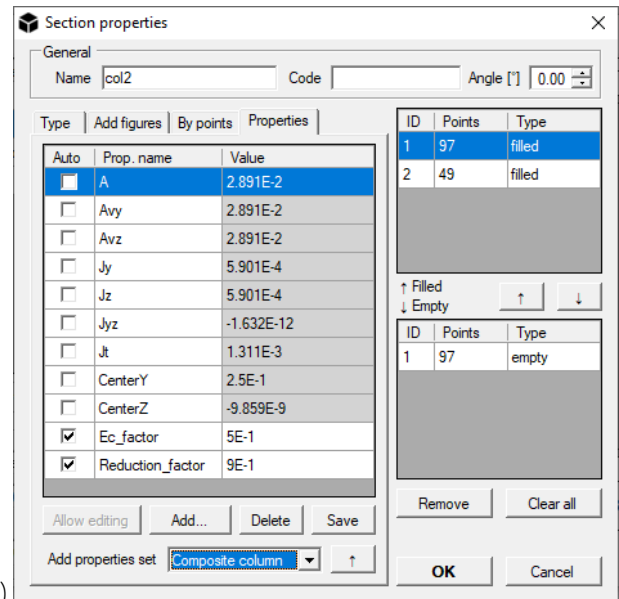 Section properties
General
Name col2 Code Angle [°] 0.00
Type Add figures By points Properties
Auto Prop. name Value
A 2.891E-2
Avy 2.891E-2
Avz 2.891E-2
Jy 5.901E-4
Jz 5.901E-4
Jyz -1.632E-12
Jt 1.311E-3
CenterY 2.5E-1
CenterZ -9.859E-9
Ec_factor 5E-1
Reduction_factor 9E-1
Allow editing Add... Delete Save
Add properties set Composite column ↑
ID Points Type
1 97 filled
2 49 filled
↑ Filled
↓ Empty
↑ ↓
ID Points Type
1 97 empty
Remove Clear all
OK Cancel
)